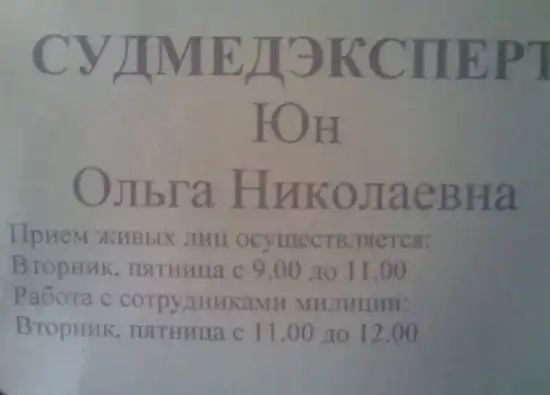 СУДМЕДЭКСПЕРТ
Юн
Ольга Николаевна
Прием живых лиц осуществляется:
Вторник, пятница с 9.00 до 11.00
Работа с сотрудниками милиции:
Вторник, пятница с 11.00 до 12.00